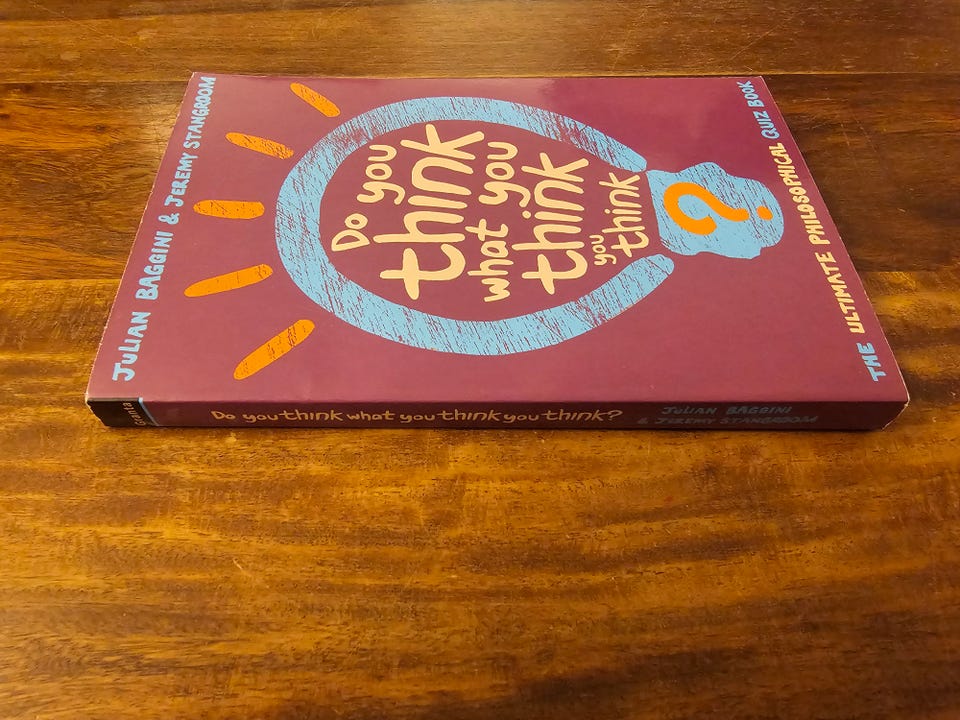 JULIAN BAGGINI & JEREMY STANGROOM
Do you
think
what you
think
you
think
?
THE ULTIMATE PHILOSOPHICAL QUIZ BOOK
Granta
Do you think what you think you think?
JULIAN BAGGINI
& JEREMY STANGROOM